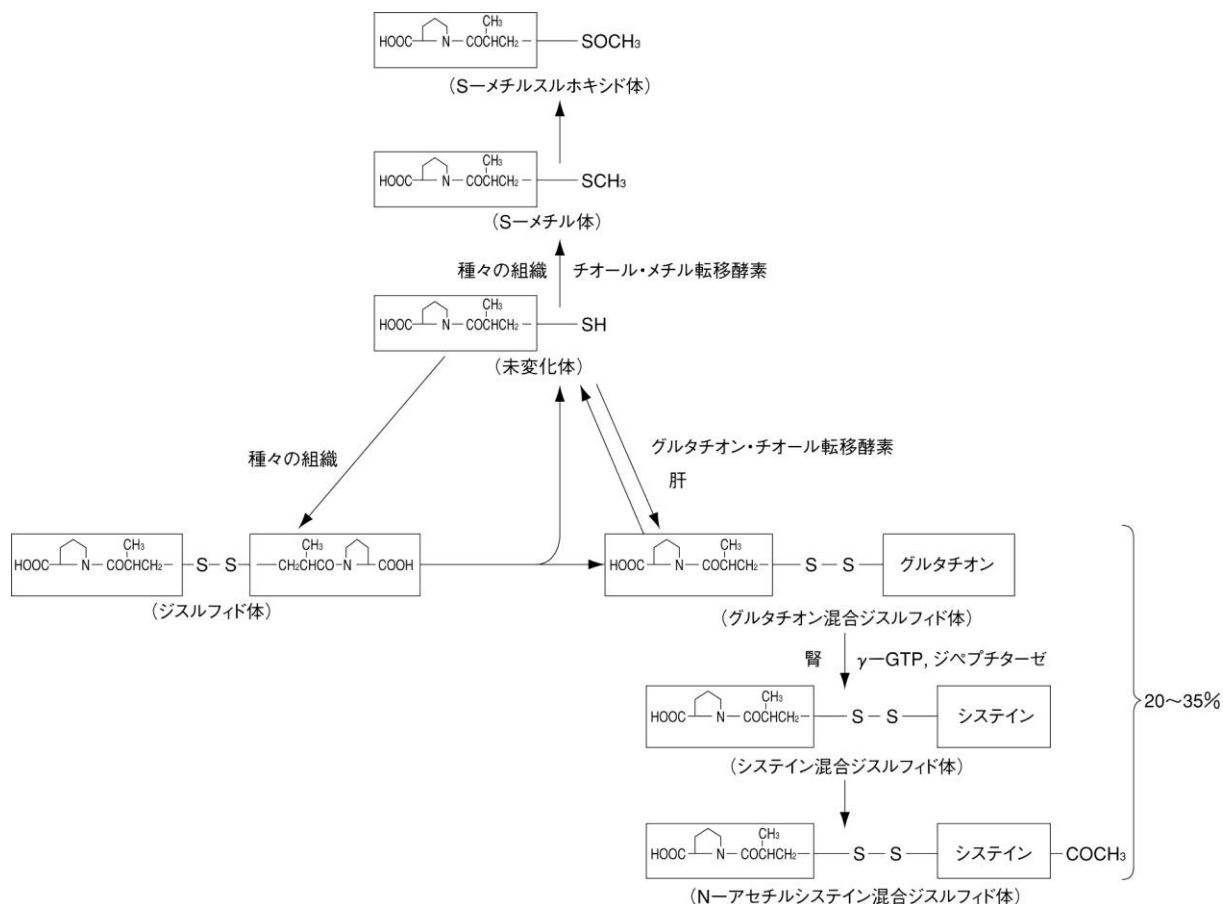 CH₃
HOOC N COCHCH₂ SOCH₃
(S－メチルスルホキシド体)
CH₃
HOOC N COCHCH₂ SCH₃
(S－メチル体)
種々の組織 チオール・メチル転移酵素
CH₃
HOOC N COCHCH₂ SH
(未変化体)
種々の組織
グルタチオン・チオール転移酵素
肝
CH₃ CH₃
HOOC N COCHCH₂ S S CH₂CHCO N COOH
(ジスルフィド体)
CH₃
HOOC N COCHCH₂ S S グルタチオン
(グルタチオン混合ジスルフィド体)
腎 γ－GTP, ジペプチターゼ
CH₃
HOOC N COCHCH₂ S S システイン
(システイン混合ジスルフィド体)
20～35％
CH₃
HOOC N COCHCH₂ S S システイン COCH₃
(N－アセチルシステイン混合ジスルフィド体)